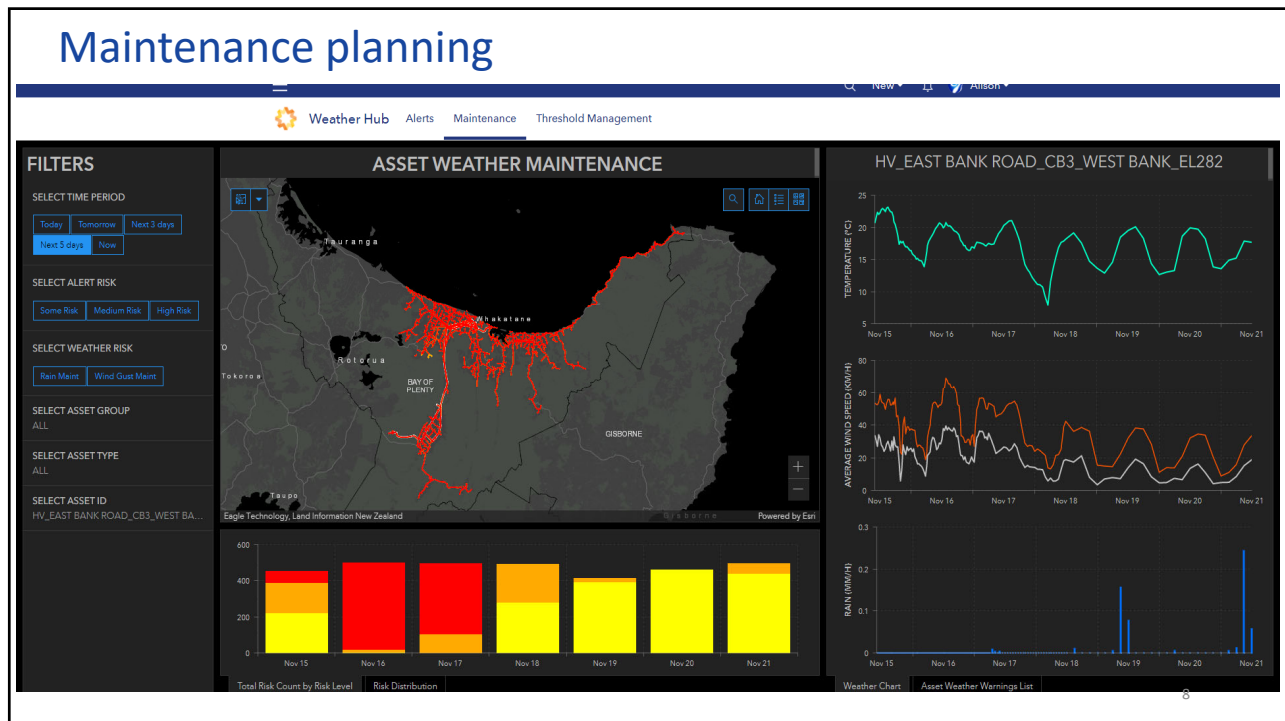 Maintenance planning
New
Alison
Weather Hub Alerts Maintenance Threshold Management
FILTERS
SELECT TIME PERIOD
Today Tomorrow Next 3 days
Next 5 days Now
SELECT ALERT RISK
Some Risk Medium Risk High Risk
SELECT WEATHER RISK
Rain Maint Wind Gust Maint
SELECT ASSET GROUP
ALL
SELECT ASSET TYPE
ALL
SELECT ASSET ID
HV_EAST BANK ROAD_CB3_WEST BA...
ASSET WEATHER MAINTENANCE
Tauranga
Whakatane
Rotorua
TO
Tokoroa
BAY OF
PLENTY
GISBORNE
Taupo
Gisborne
Eagle Technology, Land Information New Zealand
Powered by Esri
600
400
200
0
Nov 15 Nov 16 Nov 17 Nov 18 Nov 19 Nov 20 Nov 21
Total Risk Count by Risk Level Risk Distribution
HV_EAST BANK ROAD_CB3_WEST BANK_EL282
TEMPERATURE (°C)
25
20
15
10
5
Nov 15 Nov 16 Nov 17 Nov 18 Nov 19 Nov 20 Nov 21
AVERAGE WIND SPEED (KM/H)
80
60
40
20
0
Nov 15 Nov 16 Nov 17 Nov 18 Nov 19 Nov 20 Nov 21
RAIN (MM/H)
0.3
0.2
0.1
0
Nov 15 Nov 16 Nov 17 Nov 18 Nov 19 Nov 20 Nov 21
Weather Chart Asset Weather Warnings List
8